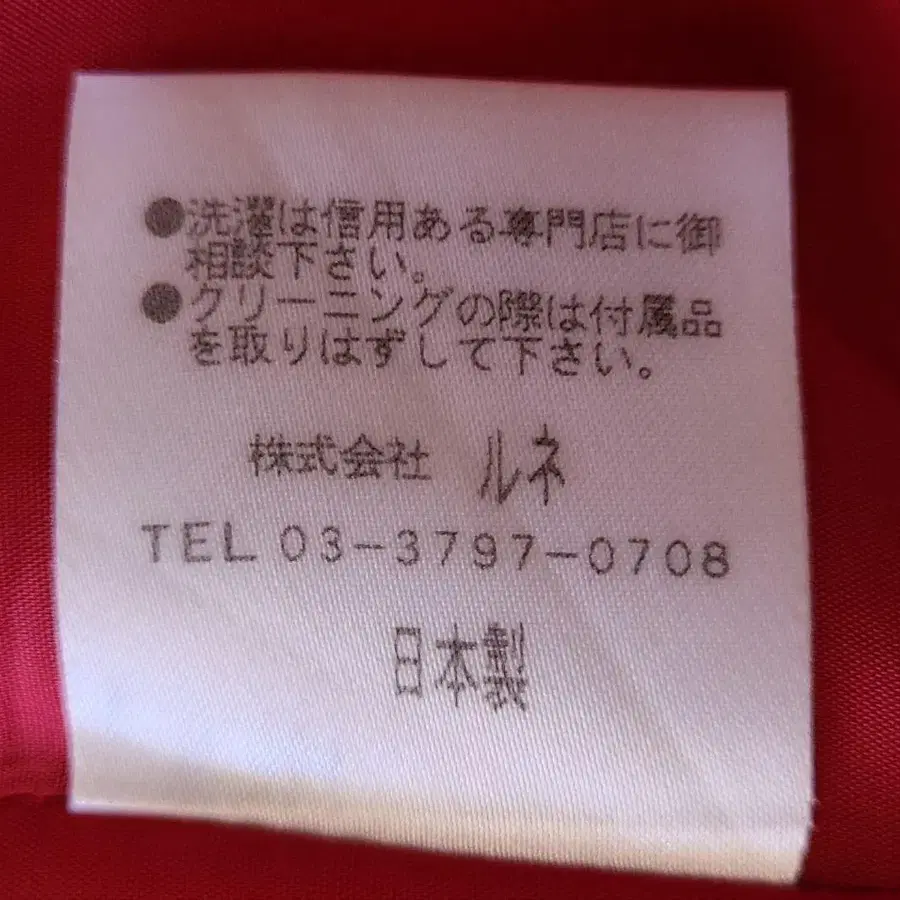 ●洗濯は信用ある専門店に御
相談下さい。
●クリーニングの際は付属品
を取りはずして下さい。
株式会社 ルネ
TEL 03-3797-0708
日本製